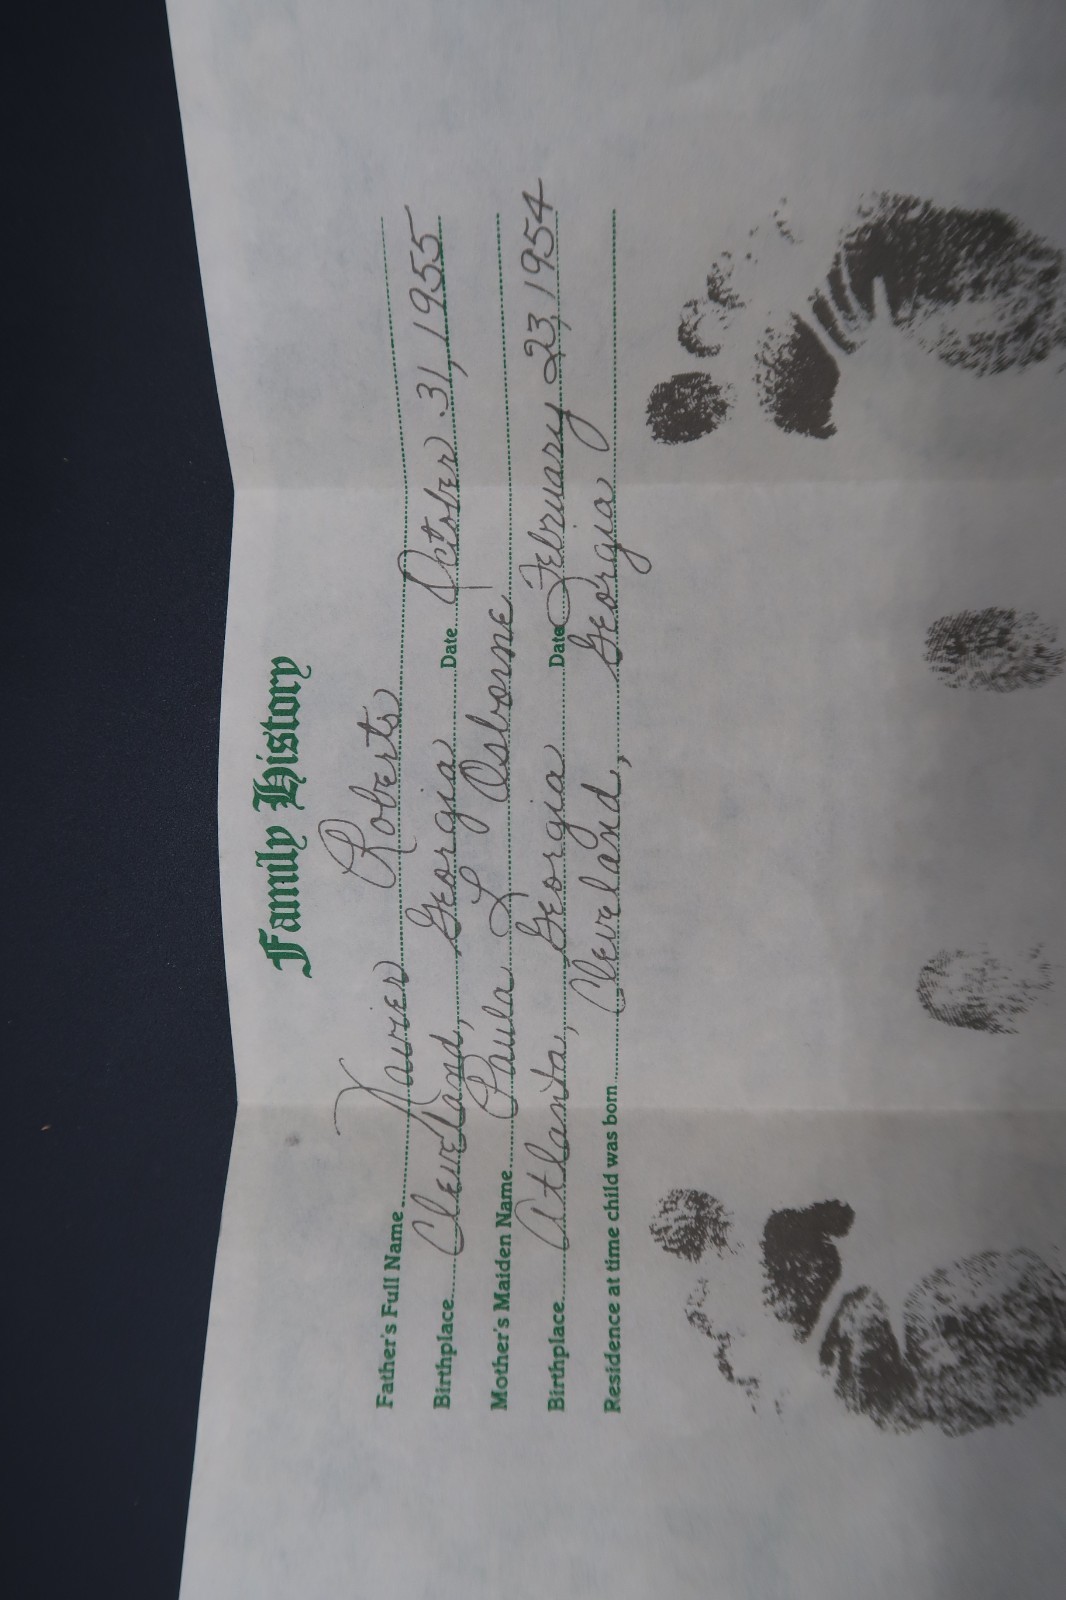 Family History
Father's Full Name Xavier Roberts
Birthplace Cleveland, Georgia Date October 31, 1955
Mother's Maiden Name Paula L Osborne
Birthplace Atlanta, Georgia Date February 23, 1954
Residence at time child was born Cleveland, Georgia